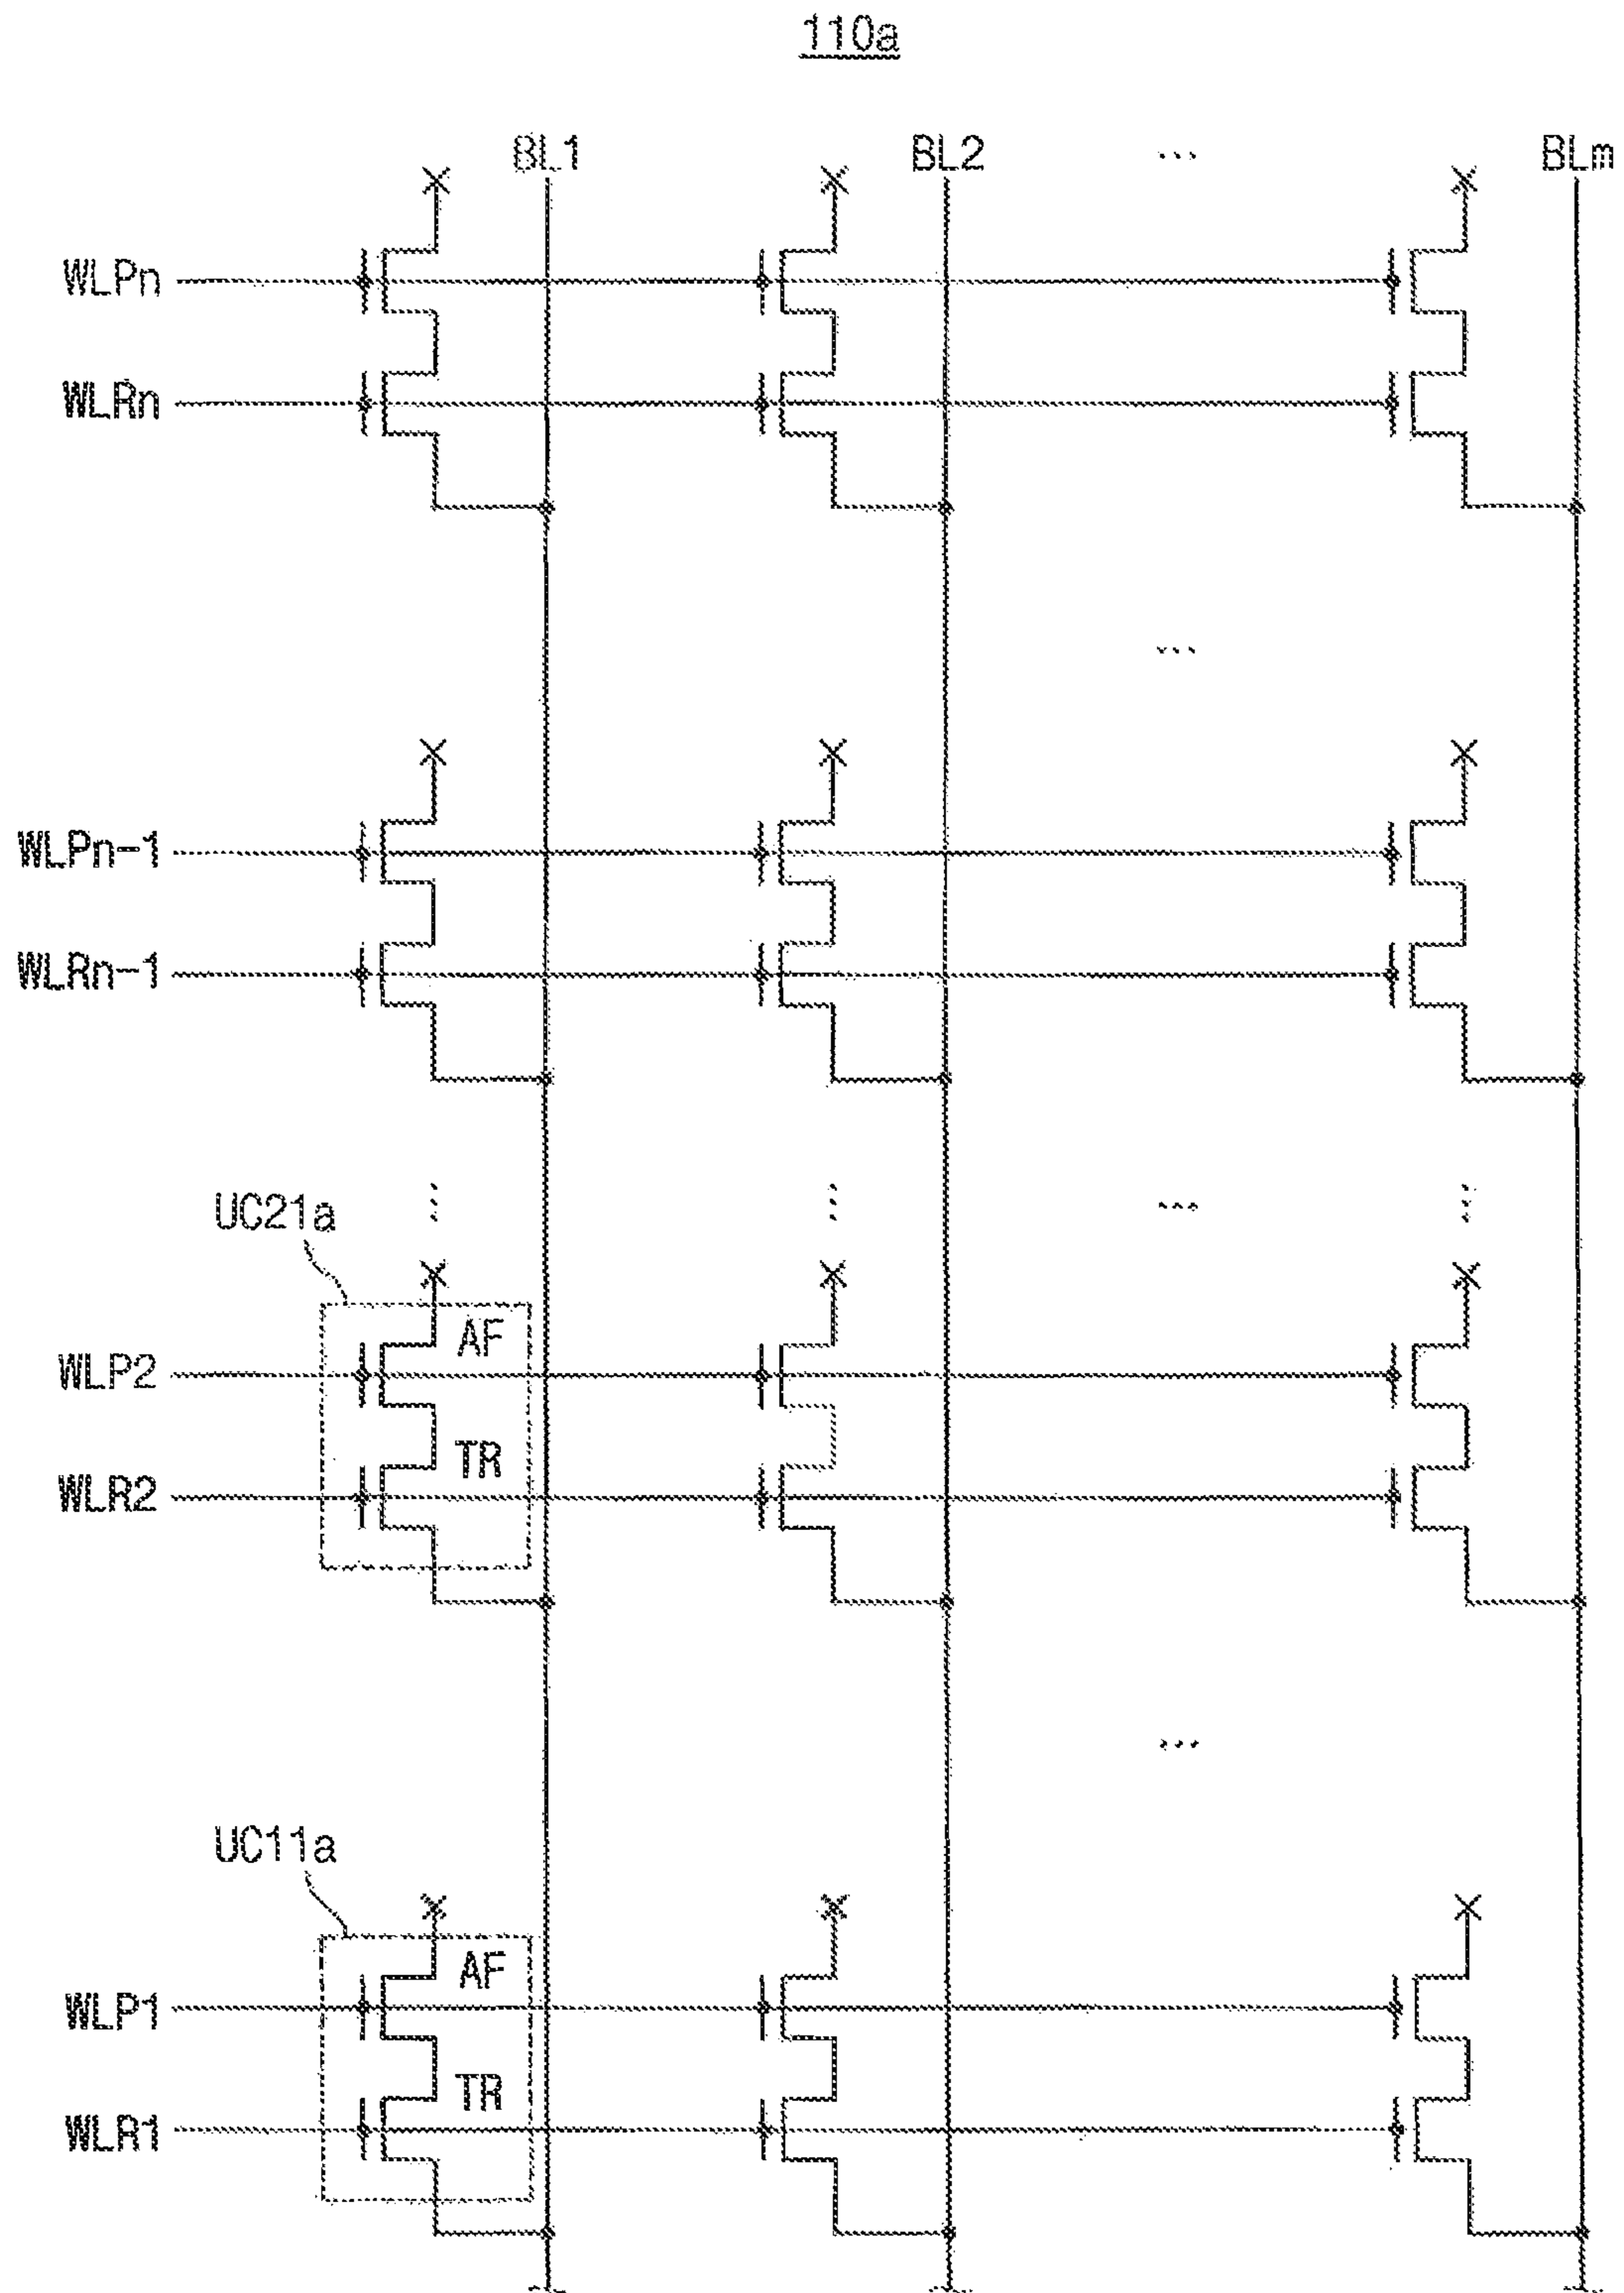 110a
BL1 BL2 ... BLm
WLPn
WLRn
...
WLPn-1
WLRn-1
UC21a
...
AF
WLP2
TR
WLR2
...
UC11a
AF
WLP1
TR
WLR1